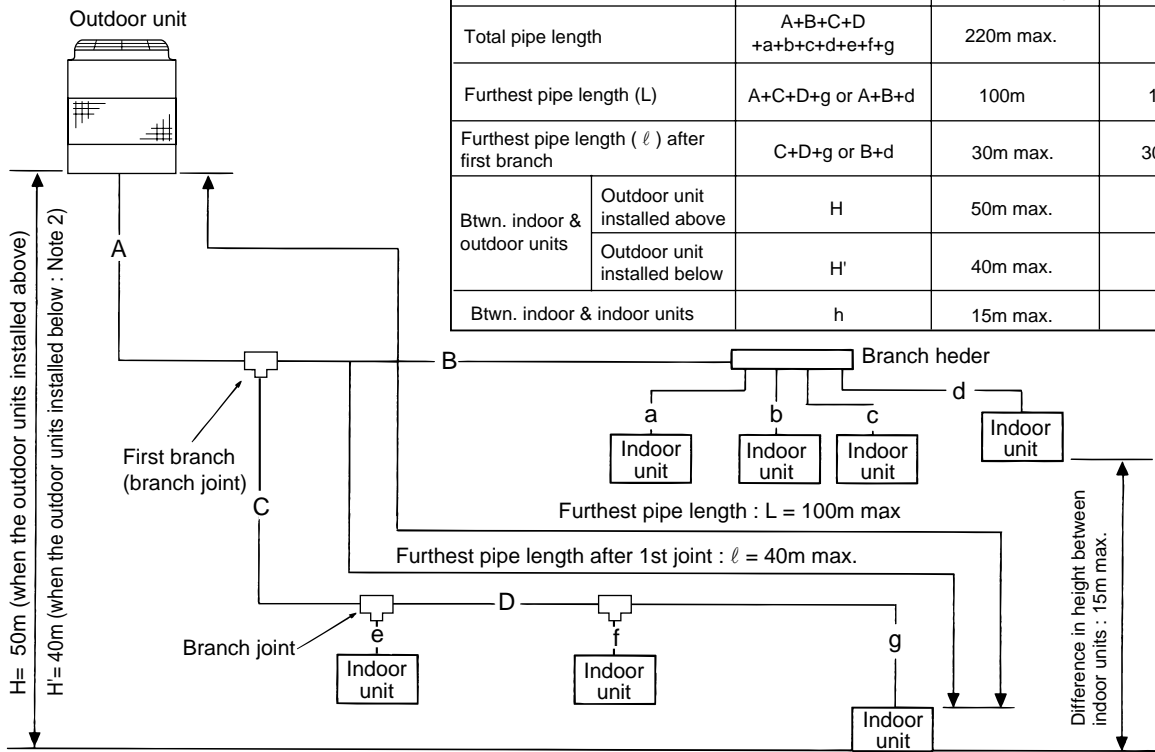 Outdoor unit
Total pipe length
A+B+C+D
+a+b+c+d+e+f+g
220m max.
Furthest pipe length (L)
A+C+D+g or A+B+d
100m
1
Furthest pipe length ( ℓ ) after
first branch
C+D+g or B+d
30m max.
30
Btwn. indoor &
outdoor units
Outdoor unit
installed above
H
50m max.
Outdoor unit
installed below
H'
40m max.
Btwn. indoor & indoor units
h
15m max.
H= 50m (when the outdoor units installed above)
H'= 40m (when the outdoor units installed below : Note 2)
A
B
Branch heder
a
b
c
d
Indoor
unit
Indoor
unit
Indoor
unit
Indoor
unit
First branch
(branch joint)
C
Furthest pipe length : L = 100m max
Furthest pipe length after 1st joint : ℓ = 40m max.
Difference in height between
indoor units : 15m max.
D
Branch joint
e
f
g
Indoor
unit
Indoor
unit
Indoor
unit